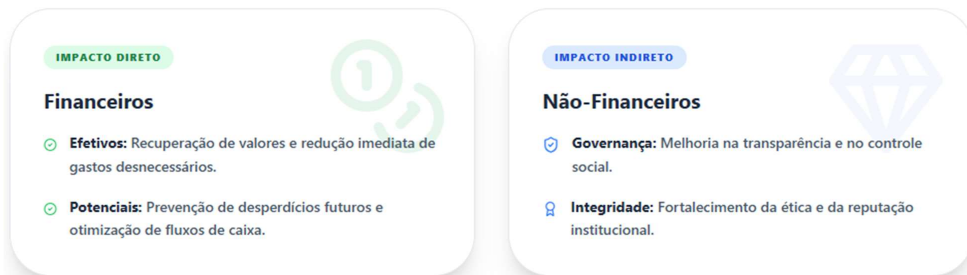 IMPACTO DIRETO
Financeiros
Efetivos: Recuperação de valores e redução imediata de
gastos desnecessários.
Potenciais: Prevenção de desperdícios futuros e
otimização de fluxos de caixa.
IMPACTO INDIRETO
Não-Financeiros
Governança: Melhoria na transparência e no controle
social.
Integridade: Fortalecimento da ética e da reputação
institucional.